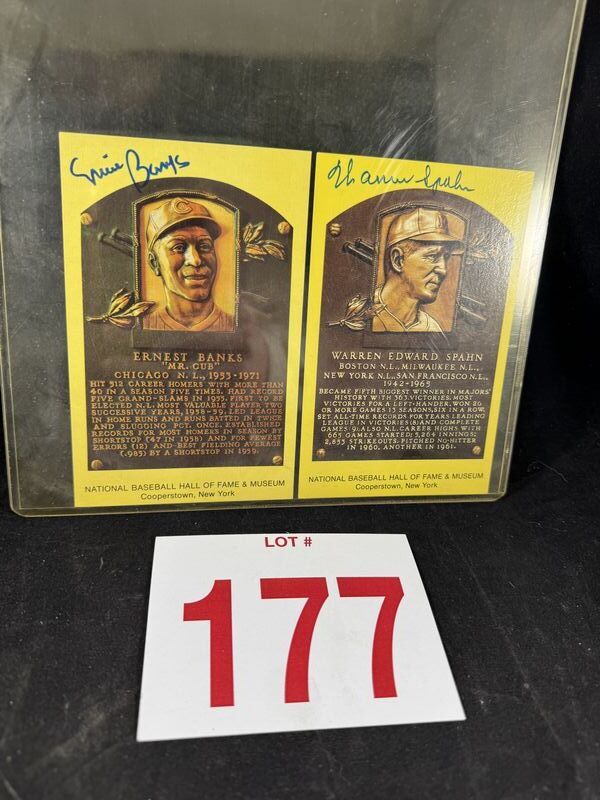 Ernie Banks
ERNEST BANKS
"MR. CUB"
CHICAGO N. L., 1953-1971
HIT 512 CAREER HOMERS WITH MORE THAN
40 IN A SEASON FIVE TIMES. HAD RECORD
FIVE GRAND-SLAMS IN 1955. FIRST TO BE
ELECTED N.L. MOST VALUABLE PLAYER TWO
SUCCESSIVE YEARS, 1958-59. LED LEAGUE
IN HOME RUNS AND RUNS BATTED IN TWICE
AND SLUGGING PCT. ONCE. ESTABLISHED
RECORDS FOR MOST HOMERS IN SEASON BY
SHORTSTOP (47 IN 1958) AND FOR FEWEST
ERRORS (12) AND BEST FIELDING AVERAGE
(.985) BY A SHORTSTOP IN 1959.
NATIONAL BASEBALL HALL OF FAME & MUSEUM
Cooperstown, New York
Warren Spahn
WARREN EDWARD SPAHN
BOSTON N.L., MILWAUKEE N.L.,
NEW YORK N.L., SAN FRANCISCO N.L.,
1942-1965
BECAME FIFTH BIGGEST WINNER IN MAJORS'
HISTORY WITH 363 VICTORIES, MOST
VICTORIES FOR A LEFT-HANDER. WON 20
OR MORE GAMES 13 SEASONS, SIX IN A ROW.
SET ALL-TIME RECORDS FOR YEARS LEADING
LEAGUE IN VICTORIES (8) AND COMPLETE
GAMES (9). ALSO N.L. CAREER HIGHS WITH
665 GAMES STARTED; 5,264 INNINGS;
2,853 STRIKEOUTS. PITCHED NO-HITTER
IN 1960, ANOTHER IN 1961.
NATIONAL BASEBALL HALL OF FAME & MUSEUM
Cooperstown, New York
LOT #
177